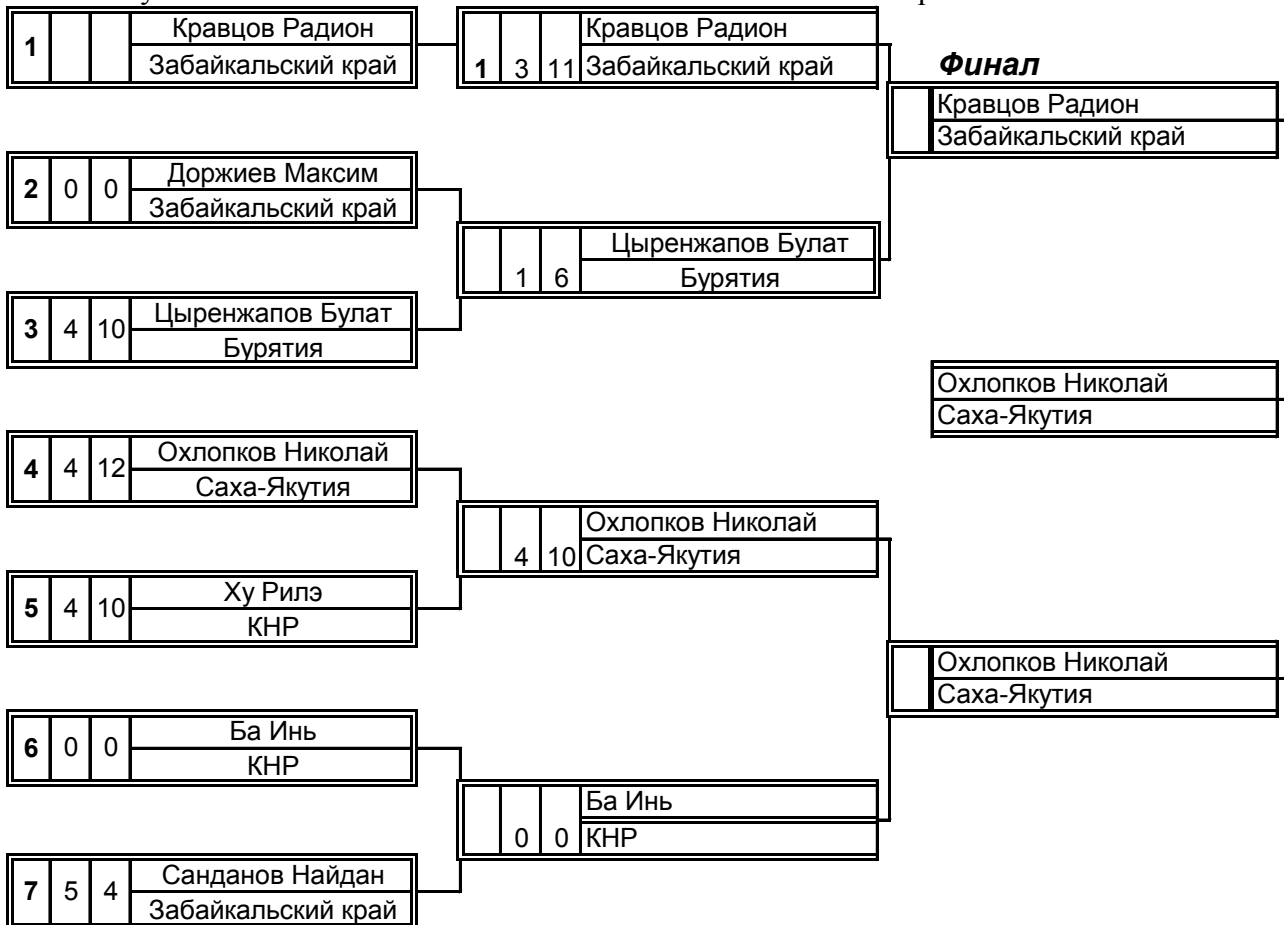 1 Кравцов Радион
Забайкальский край
1 3 11 Кравцов Радион
Забайкальский край
Финал
Кравцов Радион
Забайкальский край
2 0 0 Доржиев Максим
Забайкальский край
1 6 Цыренжапов Булат
Бурятия
3 4 10 Цыренжапов Булат
Бурятия
Охлопков Николай
Саха-Якутия
4 4 12 Охлопков Николай
Саха-Якутия
4 10 Охлопков Николай
Саха-Якутия
5 4 10 Ху Рилэ
КНР
Охлопков Николай
Саха-Якутия
6 0 0 Ба Инь
КНР
0 0 Ба Инь
КНР
7 5 4 Санданов Найдан
Забайкальский край